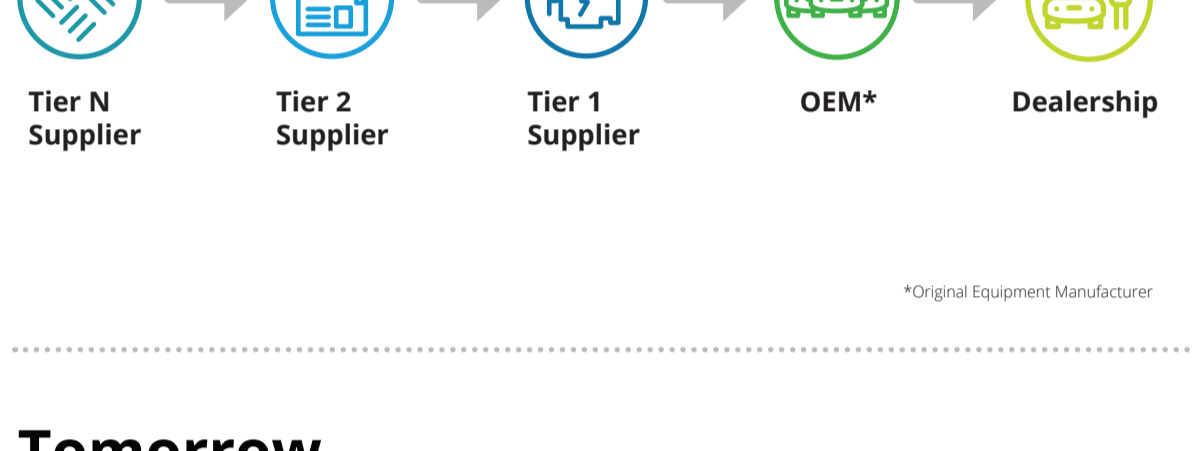 Tier N
Supplier
Tier 2
Supplier
Tier 1
Supplier
OEM*
Dealership
*Original Equipment Manufacturer
Tomorrow